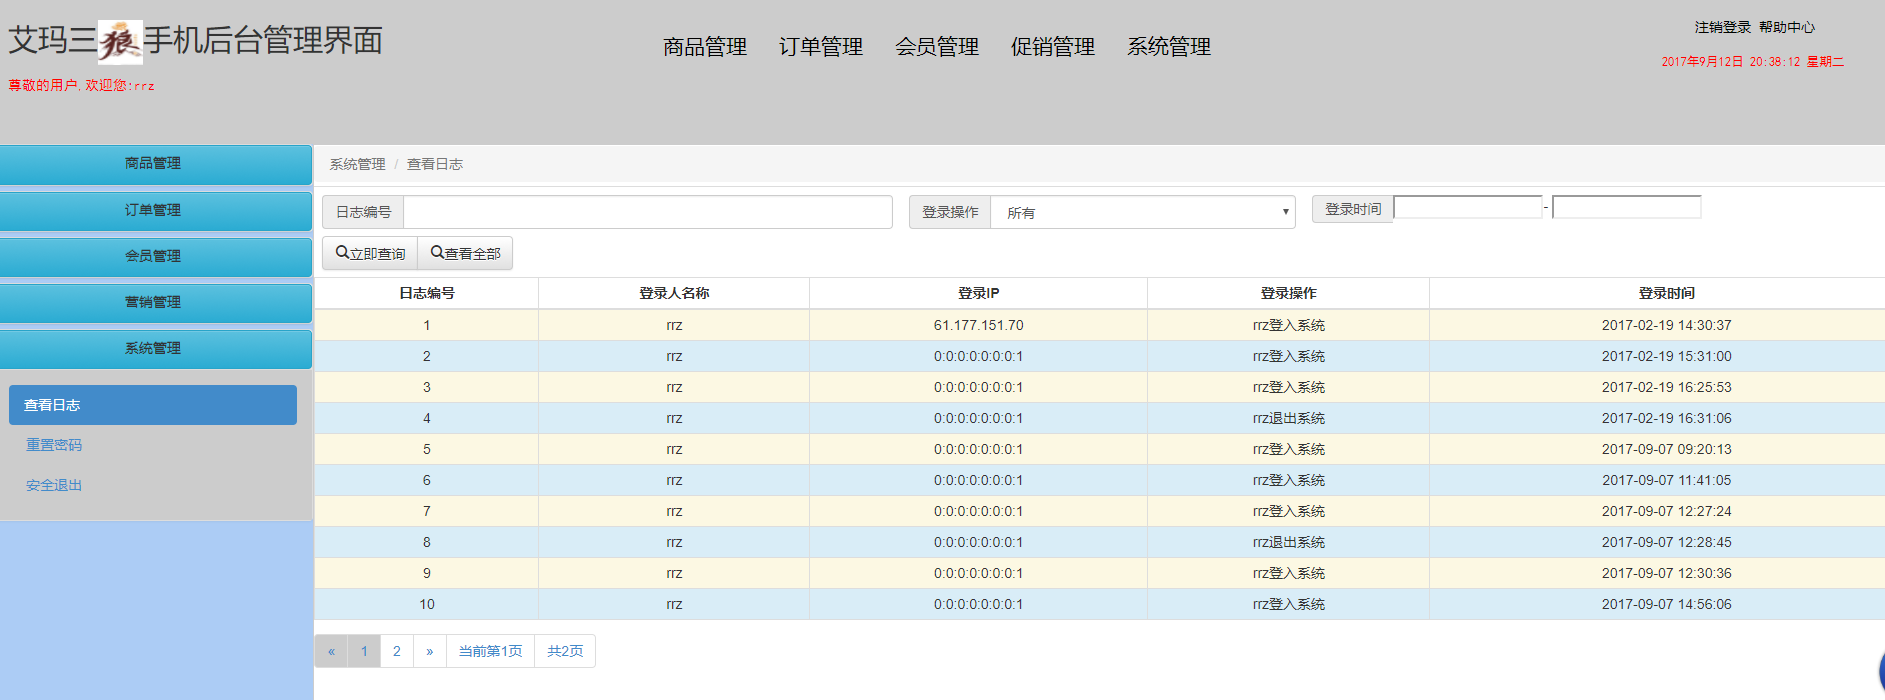 艾玛三狼手机后台管理界面
尊敬的用户,欢迎您:rrz
商品管理 订单管理 会员管理 促销管理 系统管理
注销登录 帮助中心
2017年9月12日 20:38:12 星期二
商品管理
订单管理
会员管理
营销管理
系统管理
查看日志
重置密码
安全退出
系统管理 / 查看日志
日志编号 登录操作 所有 登录时间 -
立即查询 查看全部
日志编号 登录人名称 登录IP 登录操作 登录时间
1 rrz 61.177.151.70 rrz登入系统 2017-02-19 14:30:37
2 rrz 0:0:0:0:0:0:0:1 rrz登入系统 2017-02-19 15:31:00
3 rrz 0:0:0:0:0:0:0:1 rrz登入系统 2017-02-19 16:25:53
4 rrz 0:0:0:0:0:0:0:1 rrz退出系统 2017-02-19 16:31:06
5 rrz 0:0:0:0:0:0:0:1 rrz登入系统 2017-09-07 09:20:13
6 rrz 0:0:0:0:0:0:0:1 rrz登入系统 2017-09-07 11:41:05
7 rrz 0:0:0:0:0:0:0:1 rrz登入系统 2017-09-07 12:27:24
8 rrz 0:0:0:0:0:0:0:1 rrz退出系统 2017-09-07 12:28:45
9 rrz 0:0:0:0:0:0:0:1 rrz登入系统 2017-09-07 12:30:36
10 rrz 0:0:0:0:0:0:0:1 rrz登入系统 2017-09-07 14:56:06
« 1 2 » 当前第1页 共2页